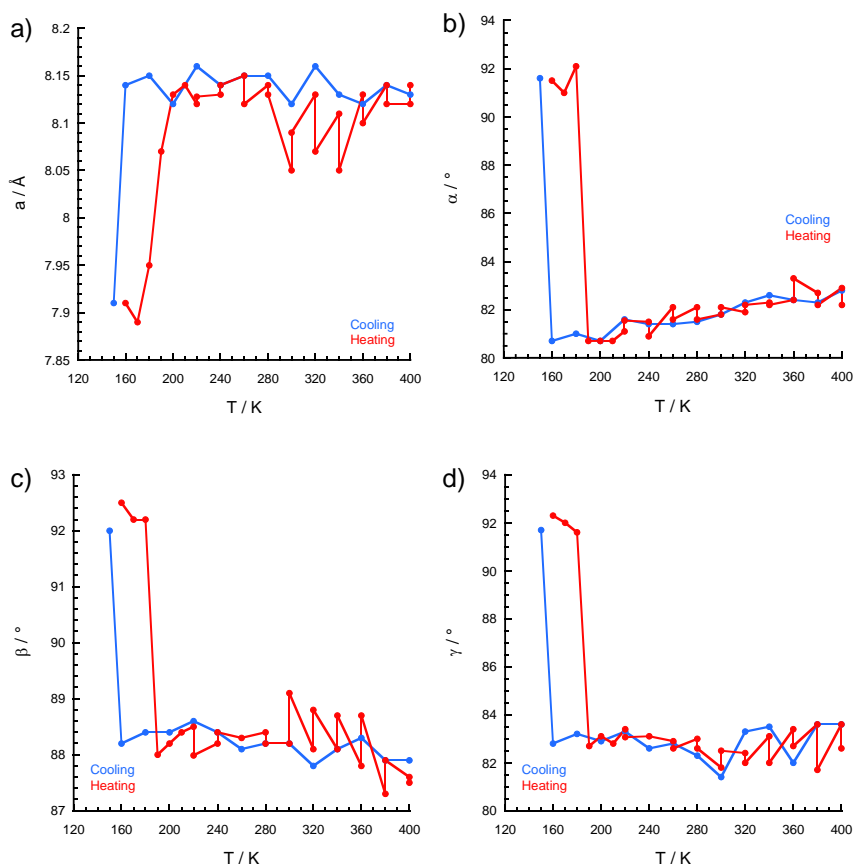 a)
8.2
8.15
8.1
8.05
8
7.95
7.9
7.85
a / Å
120 160 200 240 280 320 360 400
T / K
Cooling
Heating
b)
94
92
90
88
86
84
82
80
α / °
120 160 200 240 280 320 360 400
T / K
Cooling
Heating
c)
93
92
91
90
89
88
87
β / °
120 160 200 240 280 320 360 400
T / K
Cooling
Heating
d)
94
92
90
88
86
84
82
80
γ / °
120 160 200 240 280 320 360 400
T / K
Cooling
Heating